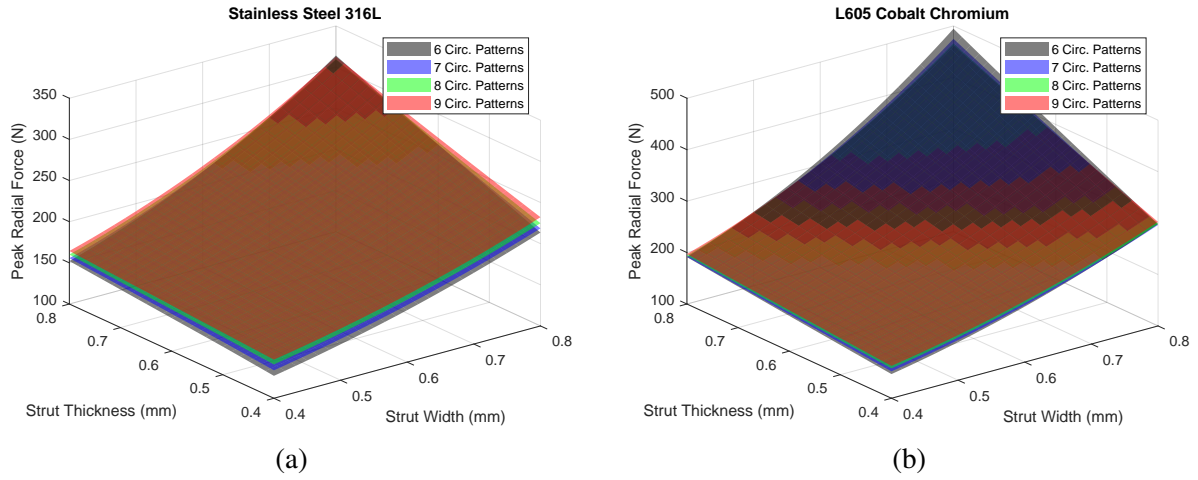 Stainless Steel 316L
6 Circ. Patterns
7 Circ. Patterns
8 Circ. Patterns
9 Circ. Patterns
Peak Radial Force (N)
350
300
250
200
150
100
0.8
0.7
0.6
0.5
0.4
Strut Thickness (mm)
0.4
0.5
0.6
0.7
0.8
Strut Width (mm)
(a)
L605 Cobalt Chromium
6 Circ. Patterns
7 Circ. Patterns
8 Circ. Patterns
9 Circ. Patterns
Peak Radial Force (N)
500
400
300
200
100
0.8
0.7
0.6
0.5
0.4
Strut Thickness (mm)
0.4
0.5
0.6
0.7
0.8
Strut Width (mm)
(b)